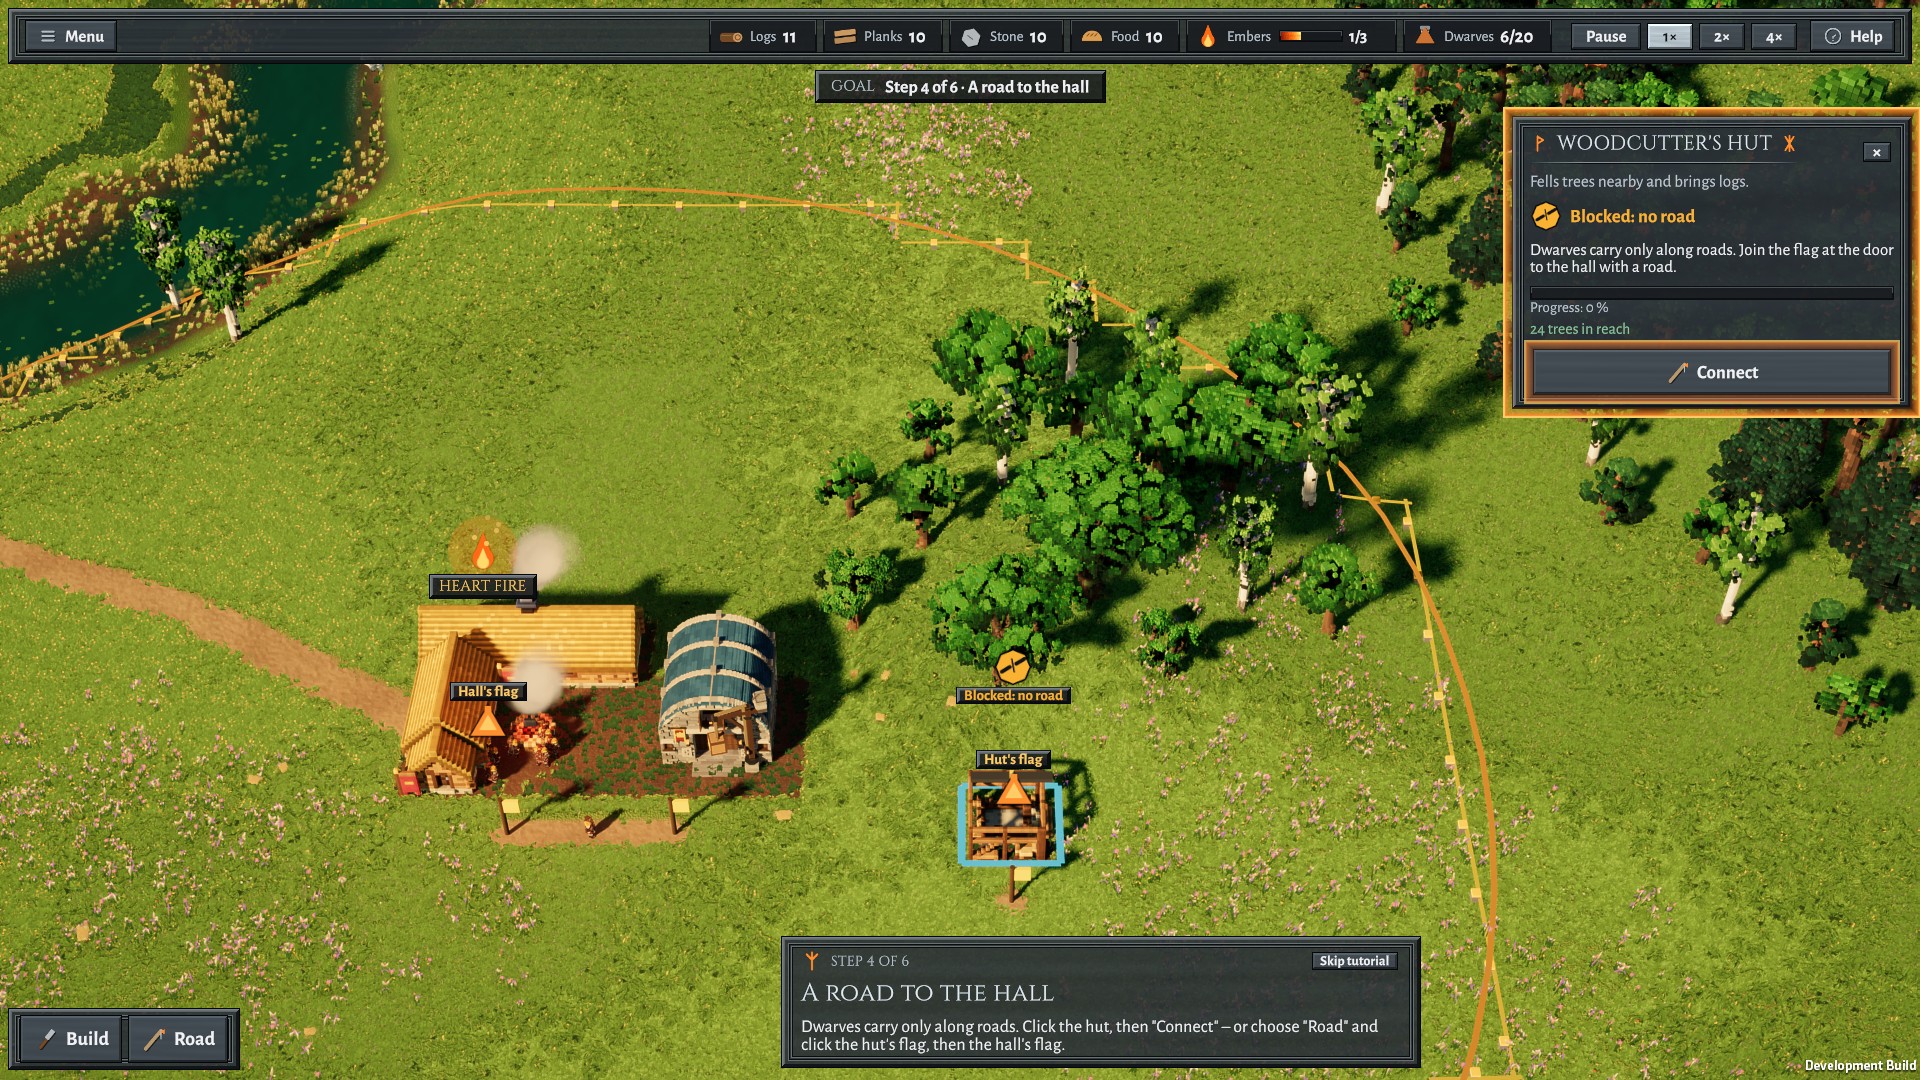 Menu
Logs 11
Planks 10
Stone 10
Food 10
Embers 1/3
Dwarves 6/20
Pause
1×
2×
4×
Help
GOAL Step 4 of 6 · A road to the hall
WOODCUTTER'S HUT
×
Fells trees nearby and brings logs.
Blocked: no road
Dwarves carry only along roads. Join the flag at the door
to the hall with a road.
Progress: 0 %
24 trees in reach
Connect
HEART FIRE
Hall's flag
Blocked: no road
Hut's flag
STEP 4 OF 6
Skip tutorial
A ROAD TO THE HALL
Dwarves carry only along roads. Click the hut, then "Connect" – or choose "Road" and
click the hut's flag, then the hall's flag.
Build
Road
Development Build